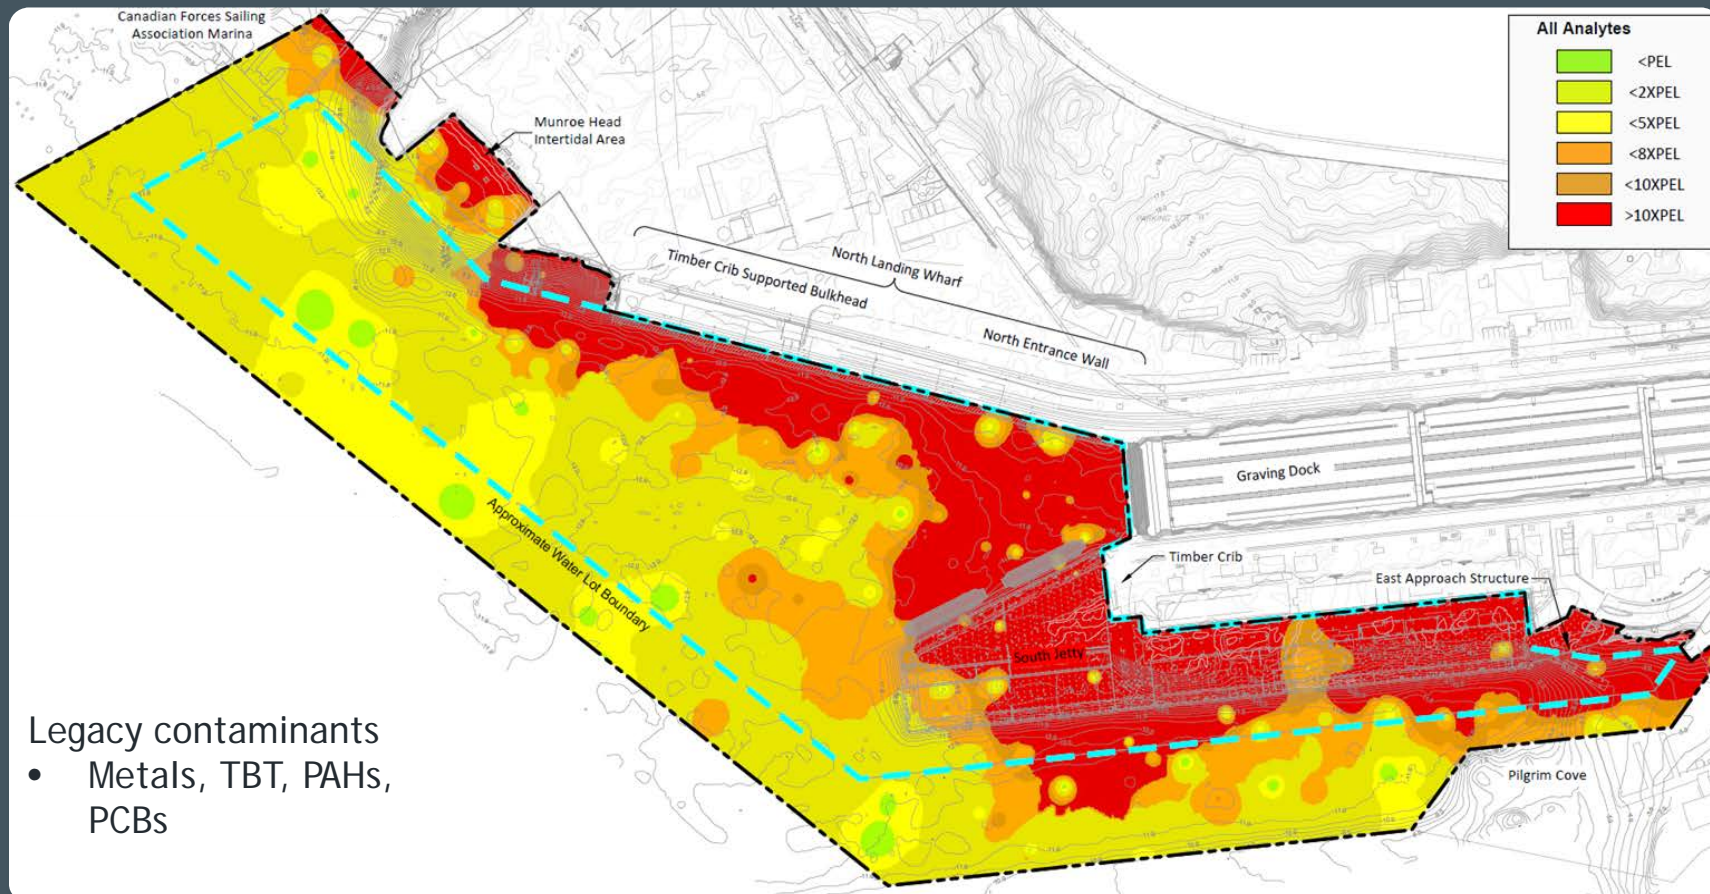 Canadian Forces Sailing
Association Marina
Munroe Head
Intertidal Area
All Analytes
<PEL
<2XPEL
<5XPEL
<8XPEL
<10XPEL
>10XPEL
North Landing Wharf
Timber Crib Supported Bulkhead
North Entrance Wall
Graving Dock
Timber Crib
East Approach Structure
Approximate Water Lot Boundary
South Jetty
Pilgrim Cove
Legacy contaminants
• Metals, TBT, PAHs,
PCBs